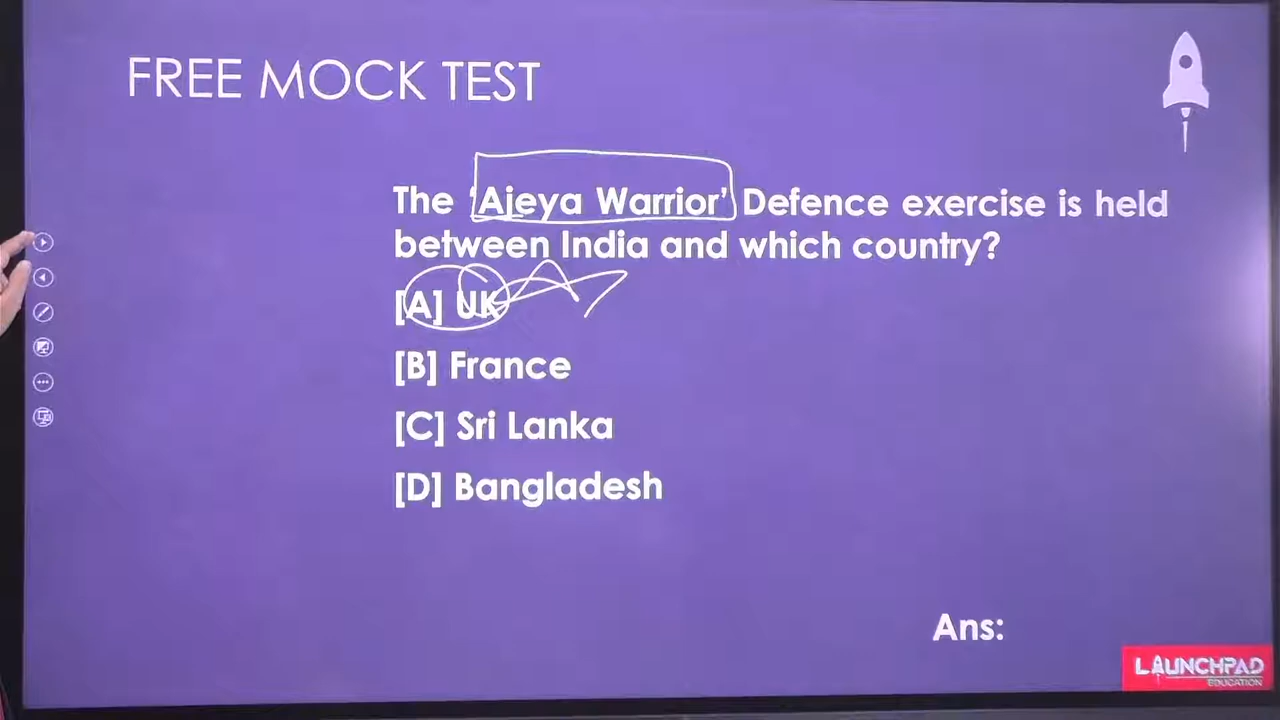 FREE MOCK TEST
The 'Ajeya Warrior' Defence exercise is held
between India and which country?
[A] UK
[B] France
[C] Sri Lanka
[D] Bangladesh
Ans:
LAUNCHPAD
EDUCATION